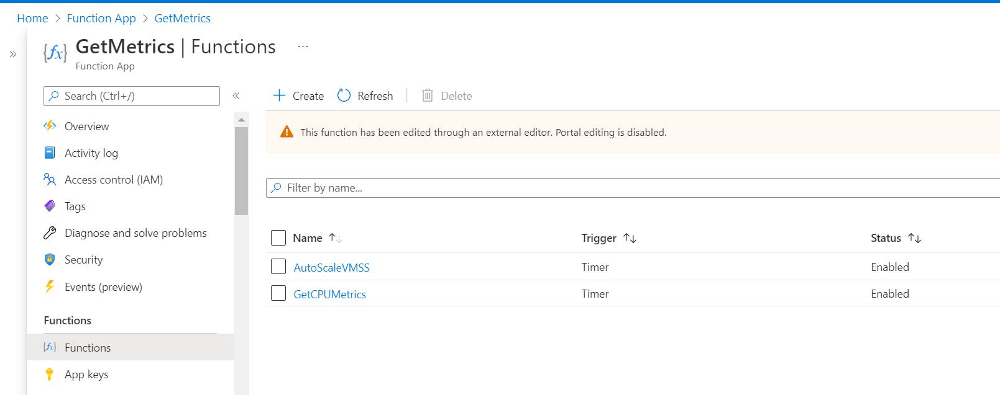 Home > Function App > GetMetrics
GetMetrics | Functions ...
Function App
Search (Ctrl+/)
Create Refresh Delete
Overview
Activity log
Access control (IAM)
Tags
Diagnose and solve problems
Security
Events (preview)
Functions
Functions
App keys
This function has been edited through an external editor. Portal editing is disabled.
Filter by name...
Name Trigger Status
AutoScaleVMSS Timer Enabled
GetCPUMetrics Timer Enabled